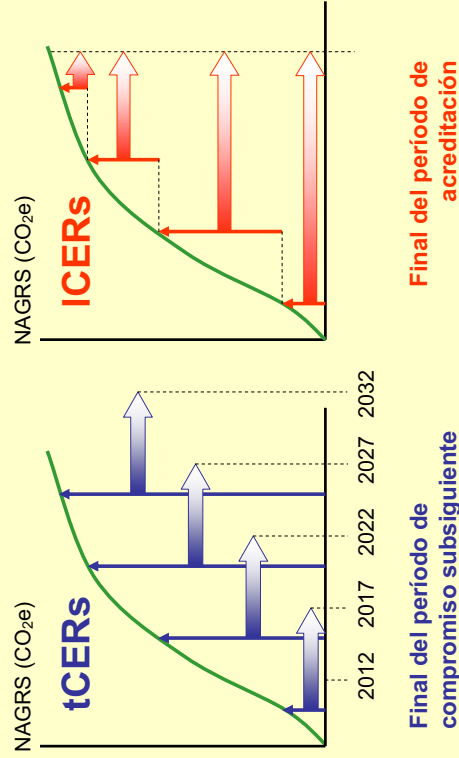 NAGRS (CO₂e)
tCERs
2012
2017
2022
2027
2032
Final del período de
compromiso subsiguiente
NAGRS (CO₂e)
lCERs
Final del período de
acreditación